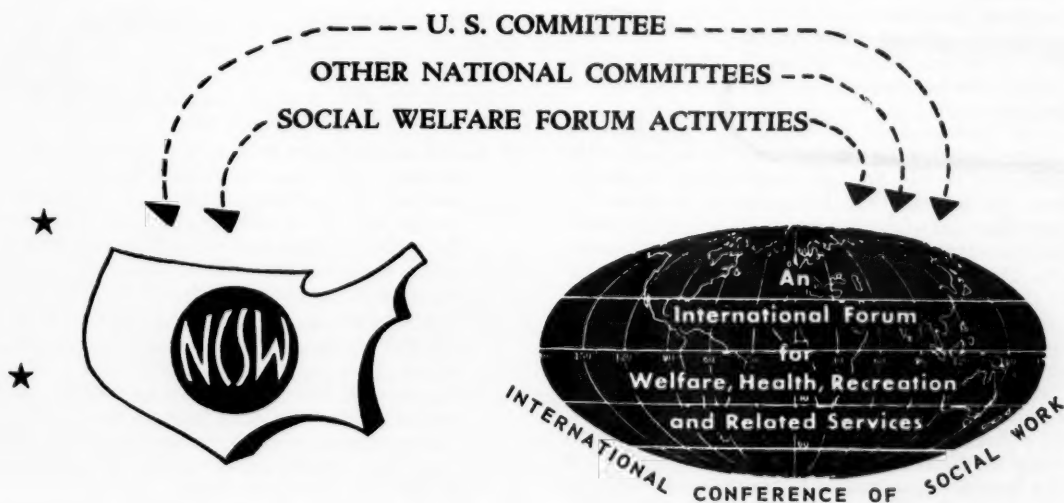 U. S. COMMITTEE
OTHER NATIONAL COMMITTEES
SOCIAL WELFARE FORUM ACTIVITIES
NCSW
An
International Forum
for
Welfare, Health, Recreation
and Related Services
INTERNATIONAL CONFERENCE OF SOCIAL WORK